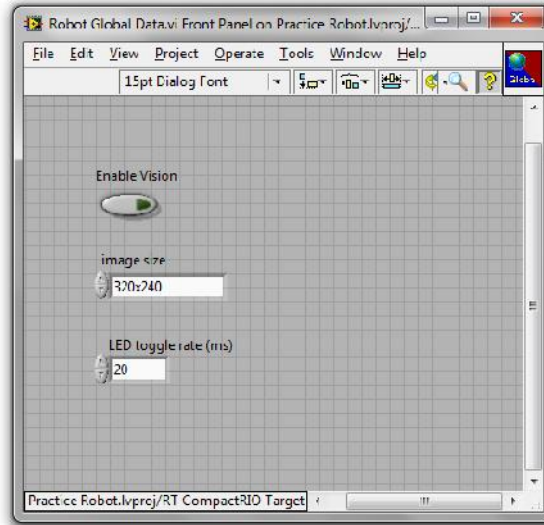 Robot Global Data.vi Front Panel on Practice Robot.lvproj/...
File Edit View Project Operate Tools Window Help
15pt Dialog Font
Enable Vision
image size
320x240
LED toggle rate (ms)
20
Practice Robot.lvproj/RT CompactRIO Target